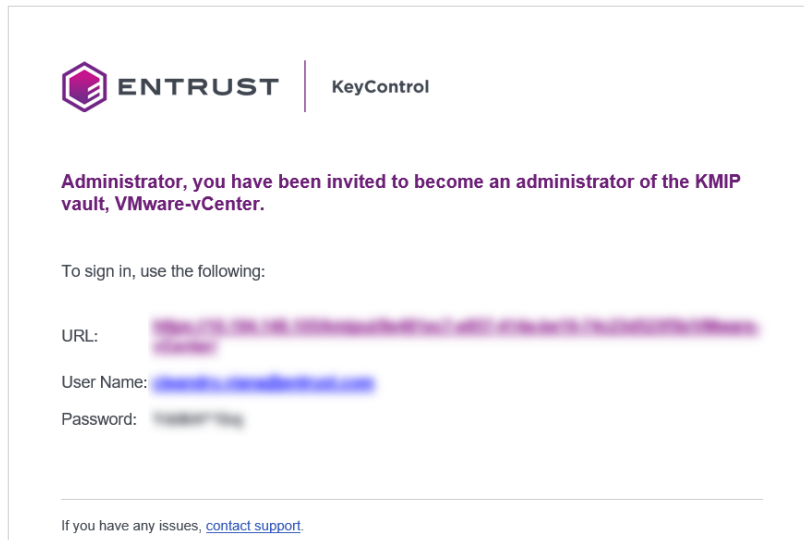 ENTRUST
KeyControl
Administrator, you have been invited to become an administrator of the KMIP
vault, VMware-vCenter.
To sign in, use the following:
URL:
User Name:
Password:
If you have any issues, contact support.